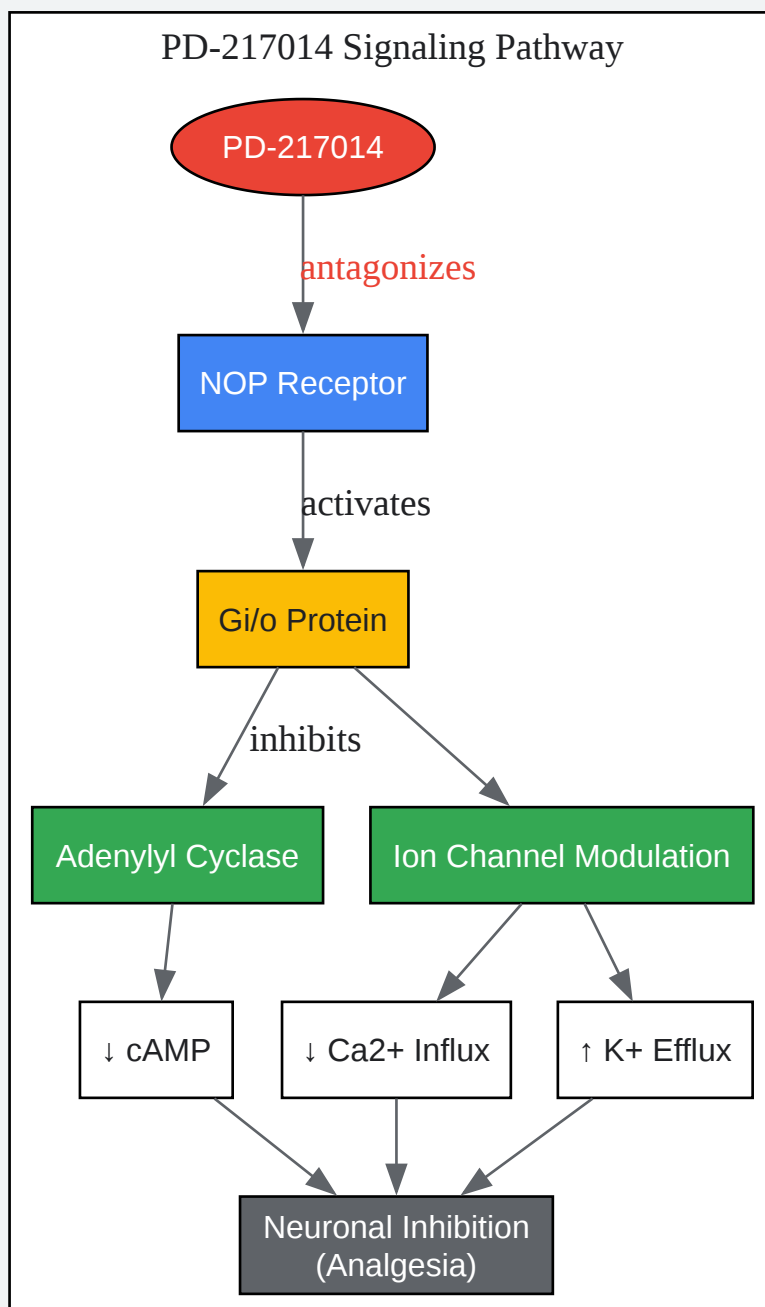 PD-217014 Signaling Pathway
PD-217014
antagonizes
NOP Receptor
activates
Gi/o Protein
inhibits
Adenylyl Cyclase
Ion Channel Modulation
↓ cAMP
↓ Ca2+ Influx
↑ K+ Efflux
Neuronal Inhibition
(Analgesia)